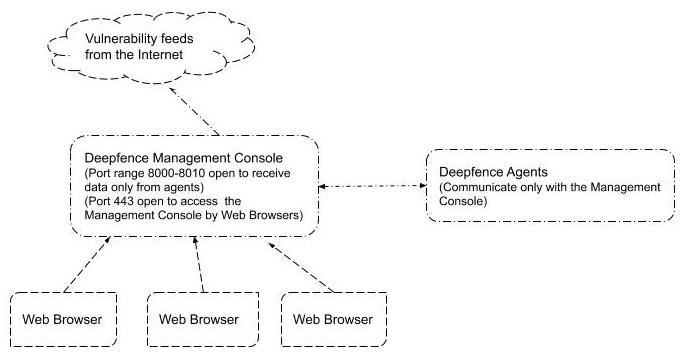 Vulnerability feeds
from the Internet
Deepfence Management Console
(Port range 8000-8010 open to receive
data only from agents)
(Port 443 open to access the
Management Console by Web Browsers)
Deepfence Agents
(Communicate only with the Management
Console)
Web Browser
Web Browser
Web Browser